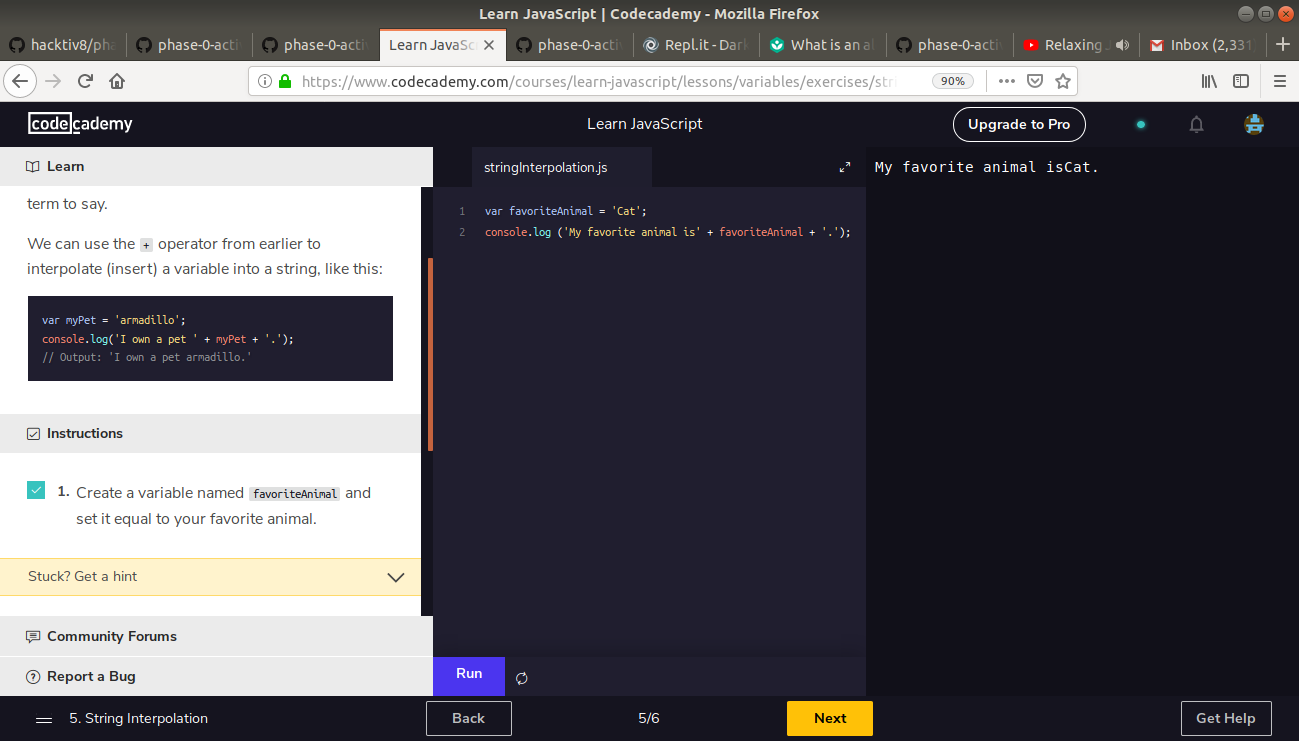 Learn JavaScript | Codecademy - Mozilla Firefox
hacktiv8/pha phase-0-acti phase-0-acti Learn JavaSc phase-0-acti Repl.it - Dark What is an al phase-0-acti Relaxing Inbox (2,331
https://www.codecademy.com/courses/learn-javascript/lessons/variables/exercises/str 90%
codecademy Learn JavaScript Upgrade to Pro
Learn
term to say.
We can use the + operator from earlier to
interpolate (insert) a variable into a string, like this:
var myPet = 'armadillo';
console.log('I own a pet ' + myPet + '.');
// Output: 'I own a pet armadillo.'
Instructions
1. Create a variable named favoriteAnimal and
set it equal to your favorite animal.
Stuck? Get a hint
Community Forums
Report a Bug
stringInterpolation.js
1 var favoriteAnimal = 'Cat';
2 console.log ('My favorite animal is' + favoriteAnimal + '.');
Run
My favorite animal isCat.
5. String Interpolation Back 5/6 Next Get Help